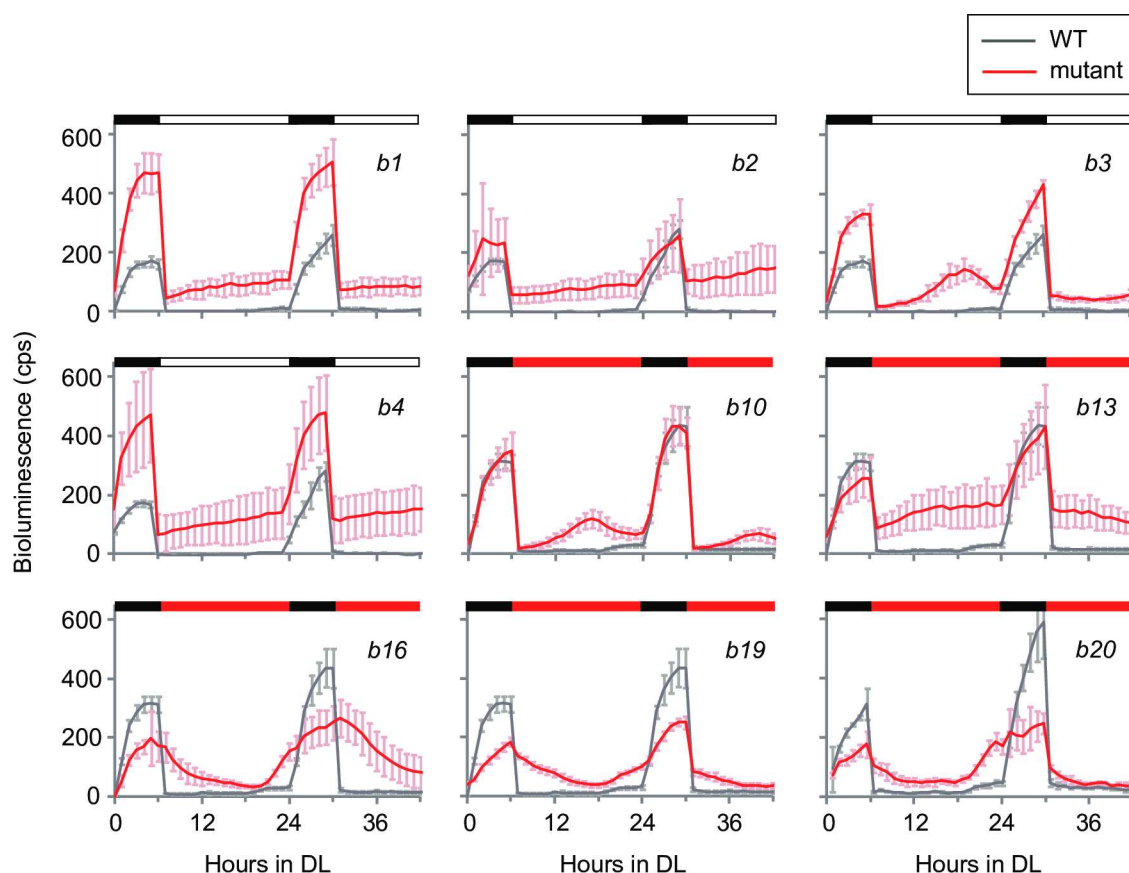 WT
mutant
600
400
200
0
b1
b2
b3
600
400
200
0
b4
b10
b13
600
400
200
0
b16
b19
b20
0 12 24 36
0 12 24 36
0 12 24 36
Hours in DL
Hours in DL
Hours in DL
Bioluminescence (cps)